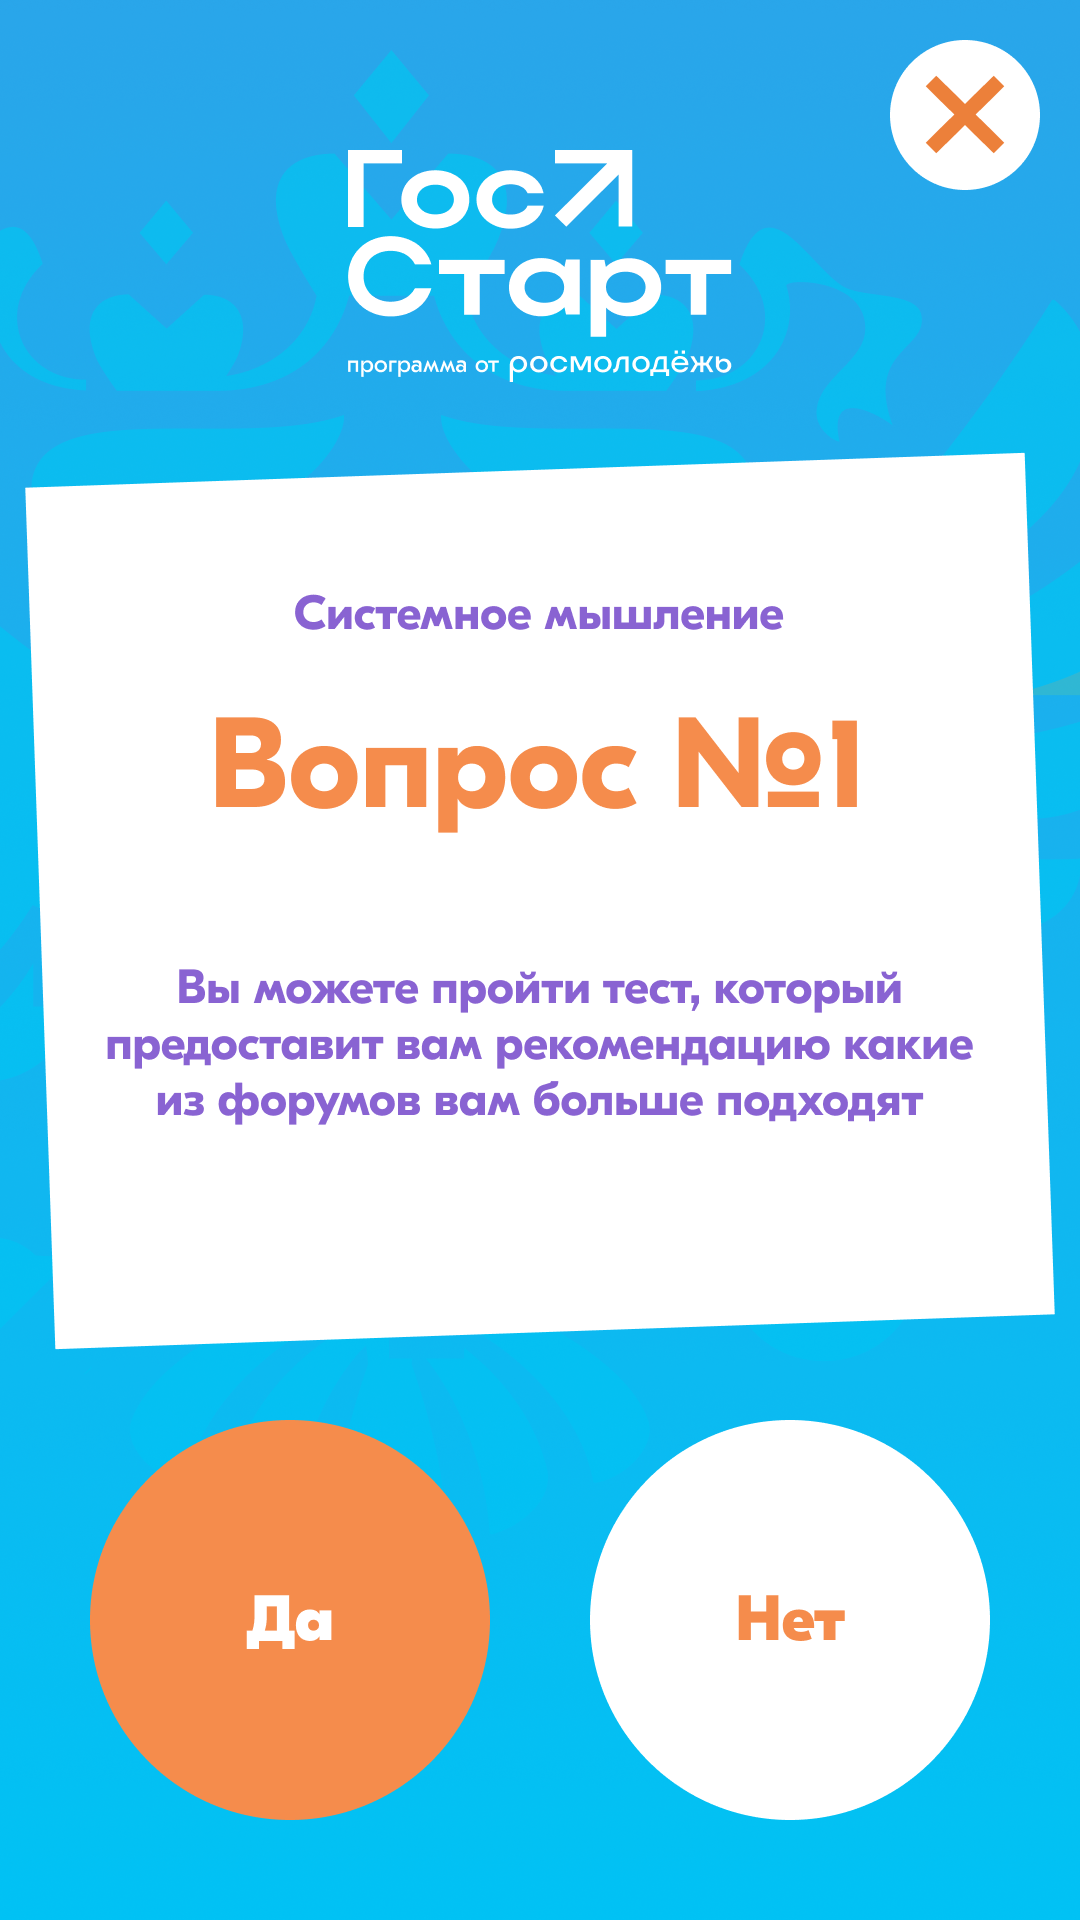 Гос
Старт
программа от росмолодёжь
Системное мышление
Вопрос №1
Вы можете пройти тест, который
предоставит вам рекомендацию какие
из форумов вам больше подходят
Да
Нет